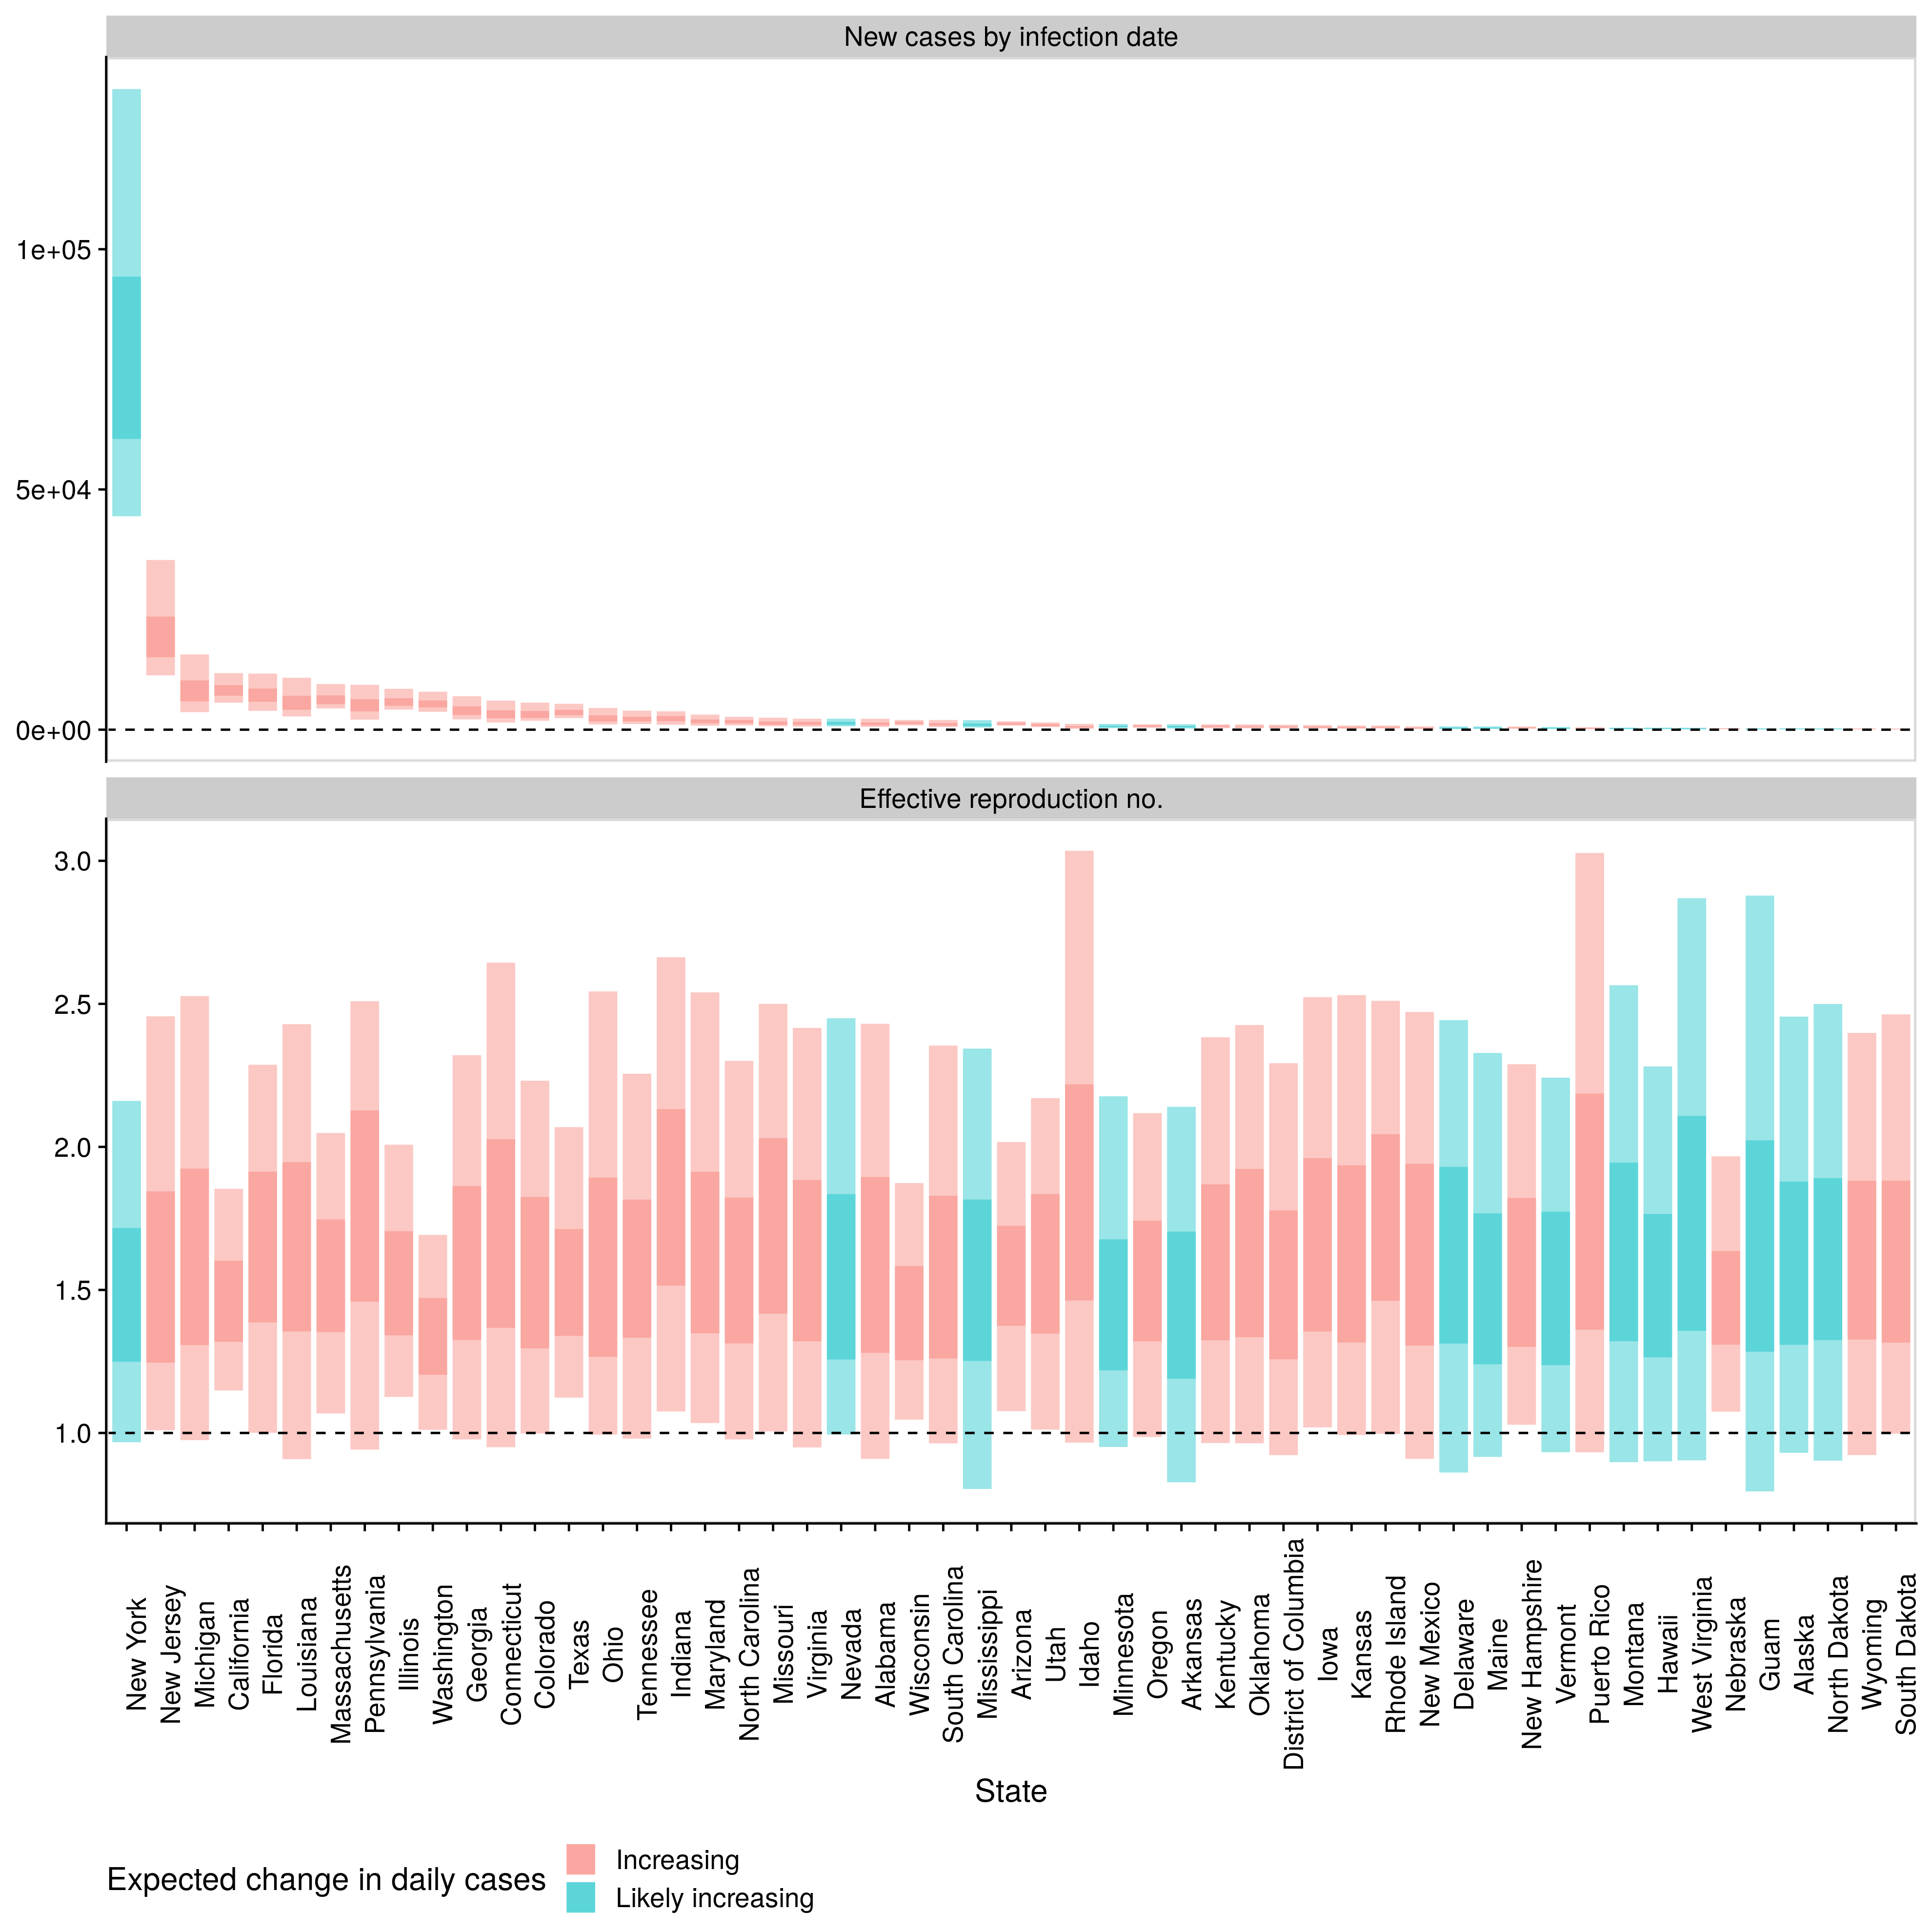 New cases by infection date
1e+05
5e+04
0e+00
Effective reproduction no.
3.0
2.5
2.0
1.5
1.0
New York
New Jersey
Michigan
California
Florida
Louisiana
Massachusetts
Pennsylvania
Illinois
Washington
Georgia
Connecticut
Colorado
Texas
Ohio
Tennessee
Indiana
Maryland
North Carolina
Missouri
Virginia
Nevada
Alabama
Wisconsin
South Carolina
Mississippi
Arizona
Utah
Idaho
Minnesota
Oregon
Arkansas
Kentucky
Oklahoma
District of Columbia
Iowa
Kansas
Rhode Island
New Mexico
Delaware
Maine
New Hampshire
Vermont
Puerto Rico
Montana
Hawaii
West Virginia
Nebraska
Guam
Alaska
North Dakota
Wyoming
South Dakota
State
Expected change in daily cases
Increasing
Likely increasing